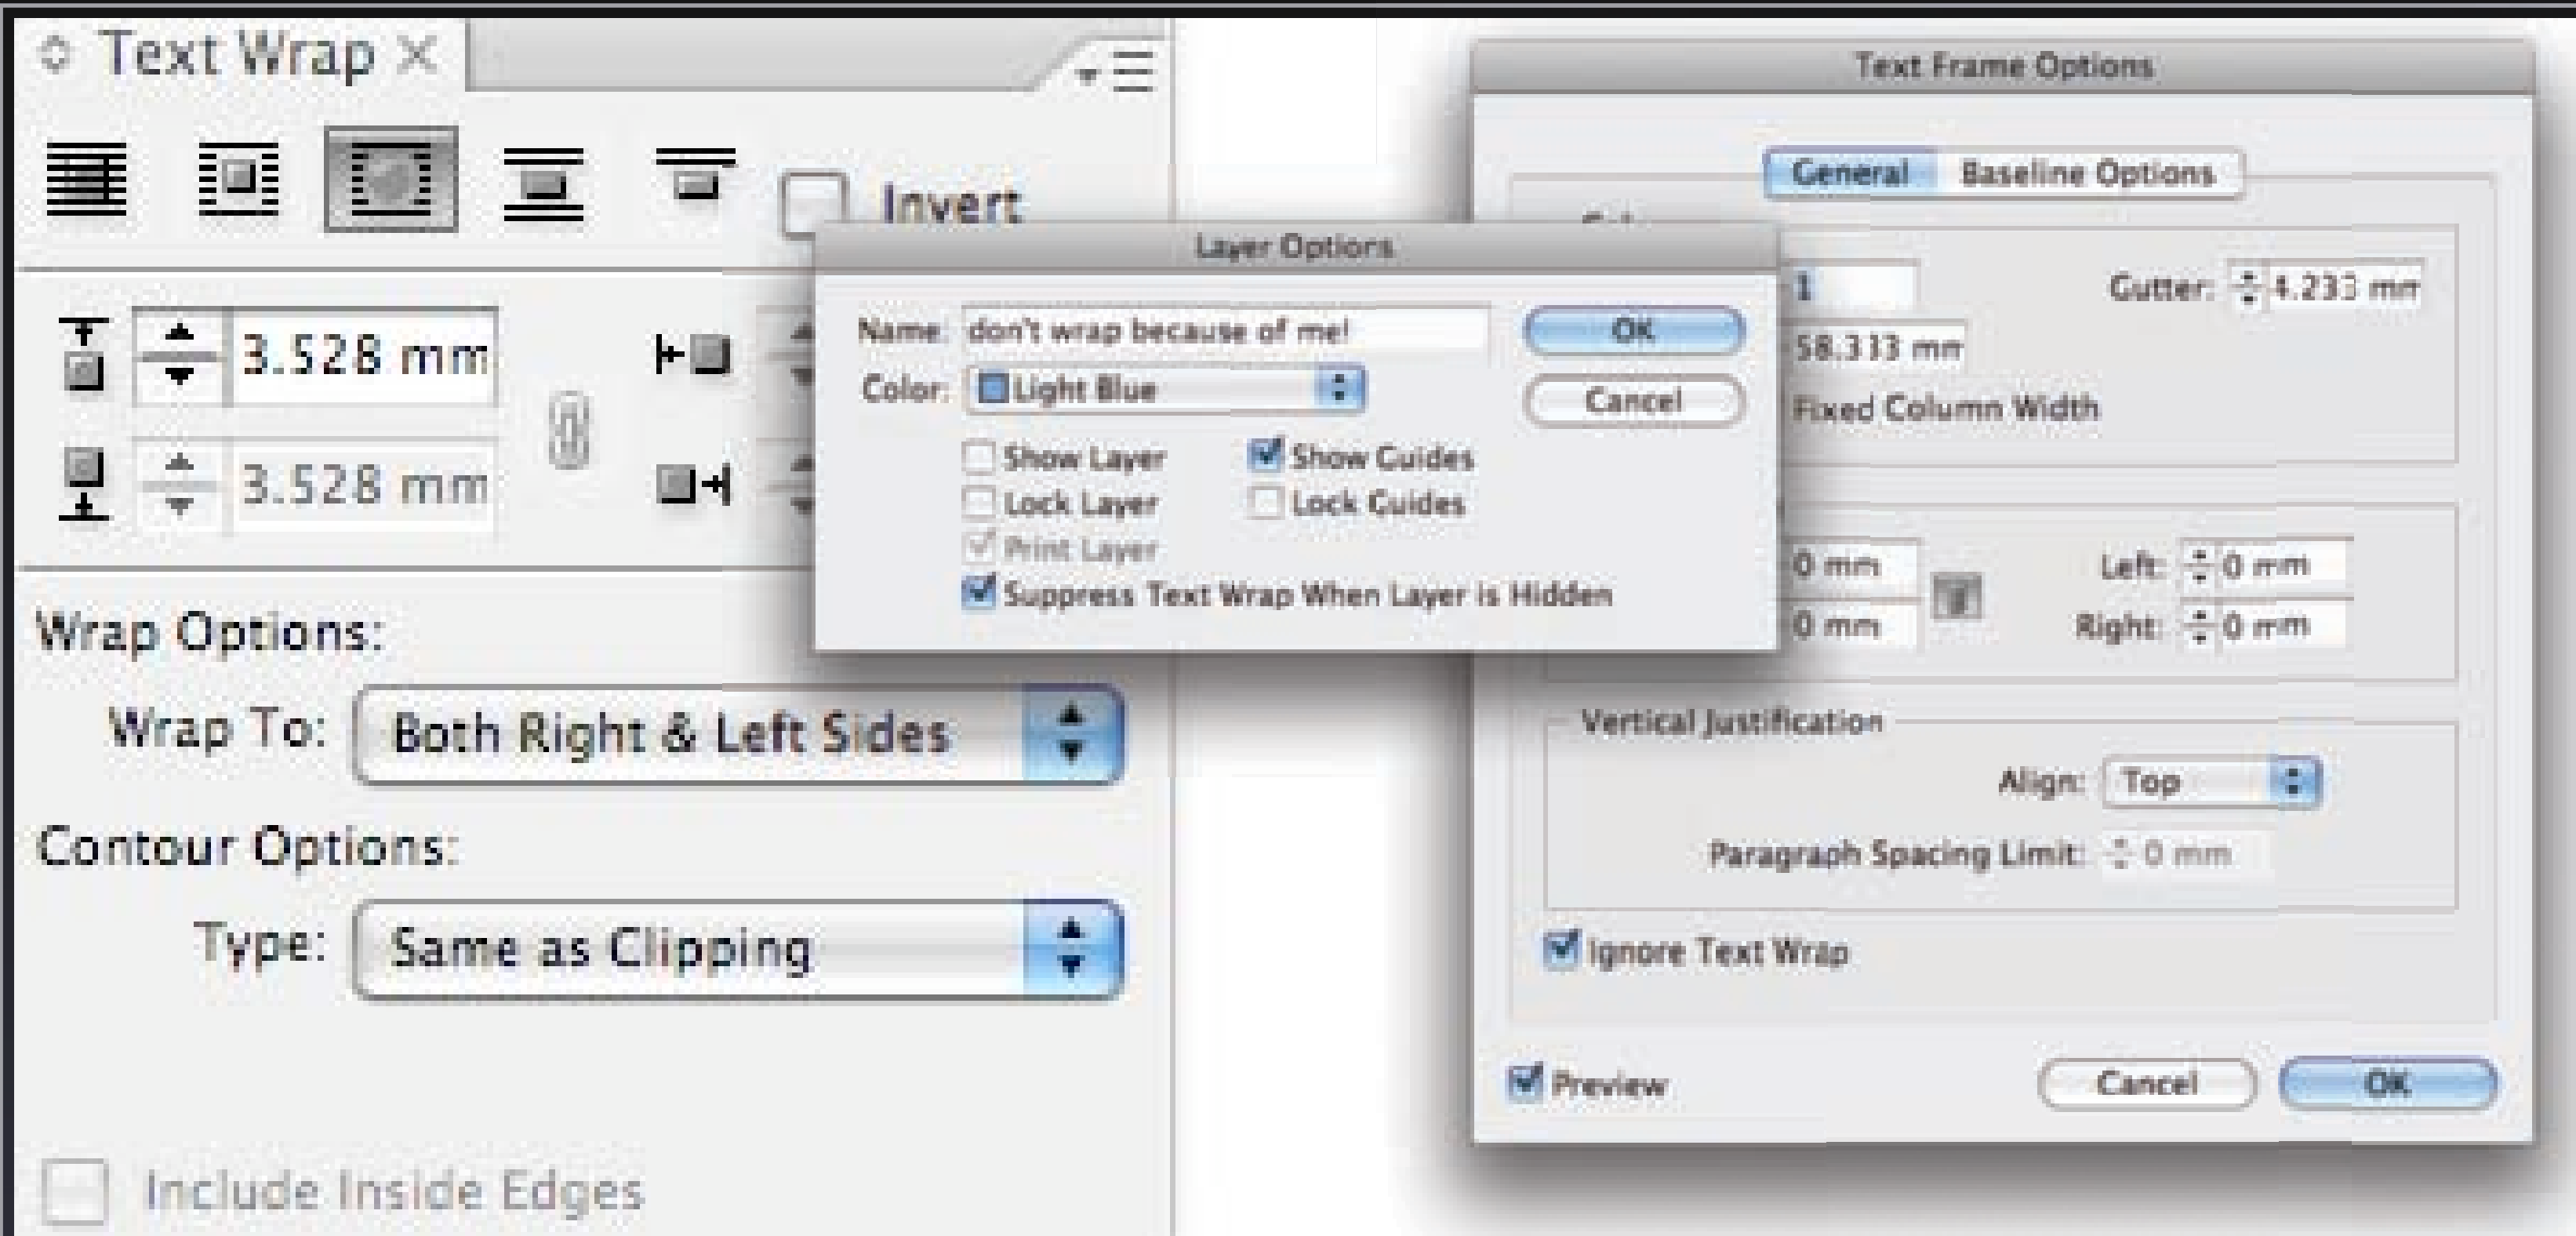 Text Wrap
Invert
3.528 mm
3.528 mm
Wrap Options:
Wrap To: Both Right & Left Sides
Contour Options:
Type: Same as Clipping
Include Inside Edges
Layer Options
Name: don't wrap because of me!
OK
Color: Light Blue
Cancel
Show Layer
Show Guides
Lock Layer
Lock Guides
Print Layer
Suppress Text Wrap When Layer is Hidden
Text Frame Options
General
Baseline Options
1
Gutter: 4.233 mm
58.333 mm
Fixed Column Width
0 mm
Left: 0 mm
0 mm
Right: 0 mm
Vertical Justification
Align: Top
Paragraph Spacing Limit: 0 mm
Ignore Text Wrap
Preview
Cancel
OK